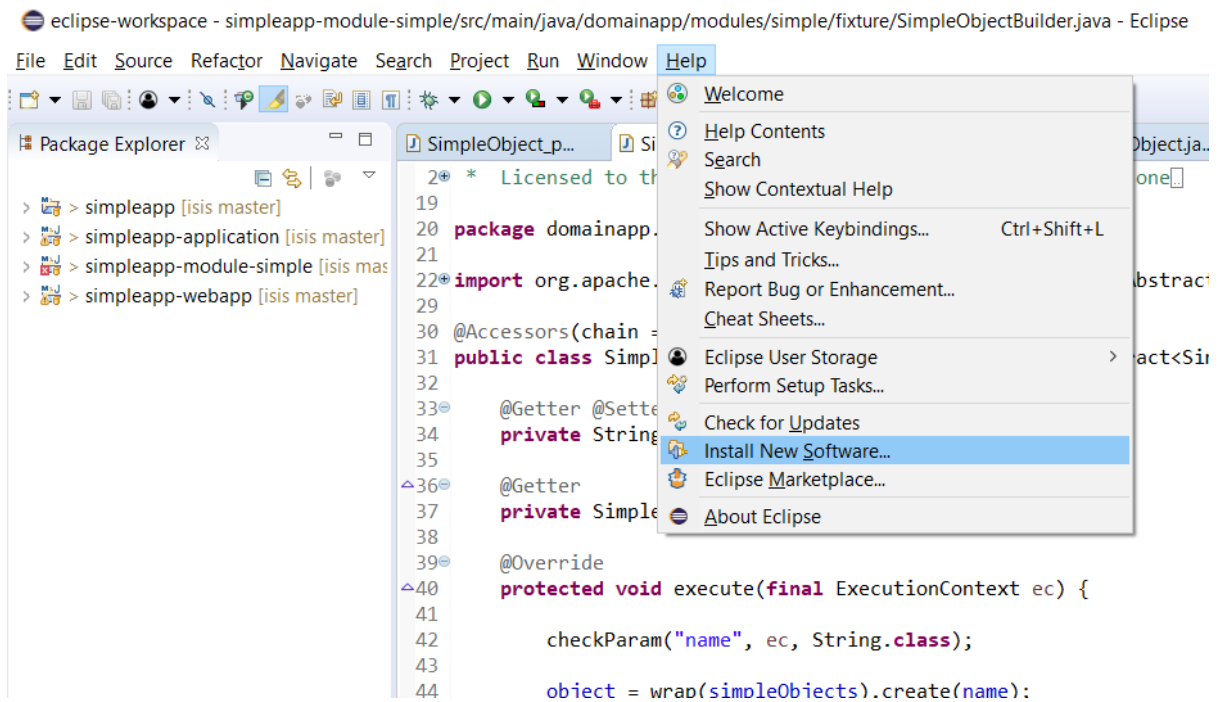 eclipse-workspace - simpleapp-module-simple/src/main/java/domainapp/modules/simple/fixture/SimpleObjectBuilder.java - Eclipse
File Edit Source Refactor Navigate Search Project Run Window Help
Package Explorer
> simpleapp [isis master]
> simpleapp-application [isis master]
> simpleapp-module-simple [isis mas
> simpleapp-webapp [isis master]
SimpleObject_p...
Si
Object.ja...
2 * Licensed to th
one
19
20 package domainapp.
21
22 import org.apache.
bstract
29
30 @Accessors(chain =
31 public class Simpl
act<Sim
32
33 @Getter @Sette
34 private String
35
36 @Getter
37 private Simple
38
39 @Override
40 protected void execute(final ExecutionContext ec) {
41
42 checkParam("name", ec, String.class);
43
44 object = wrap(simpleObjects).create(name);
Welcome
Help Contents
Search
Show Contextual Help
Show Active Keybindings... Ctrl+Shift+L
Tips and Tricks...
Report Bug or Enhancement...
Cheat Sheets...
Eclipse User Storage
Perform Setup Tasks...
Check for Updates
Install New Software...
Eclipse Marketplace...
About Eclipse